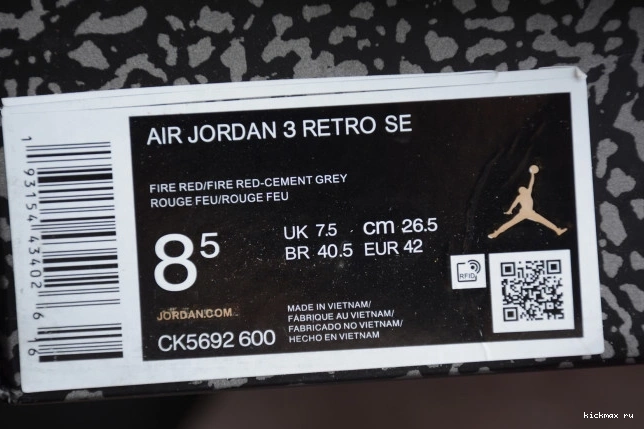 AIR JORDAN 3 RETRO SE
FIRE RED/FIRE RED-CEMENT GREY
ROUGE FEU/ROUGE FEU
8⁵
UK 7.5 cm 26.5
BR 40.5 EUR 42
RFID
JORDAN.COM
CK5692 600
MADE IN VIETNAM/
FABRIQUE AU VIETNAM/
FABRICADO NO VIETNAM/
HECHO EN VIETNAM
1 93154 43402 6 16
kickmax ru